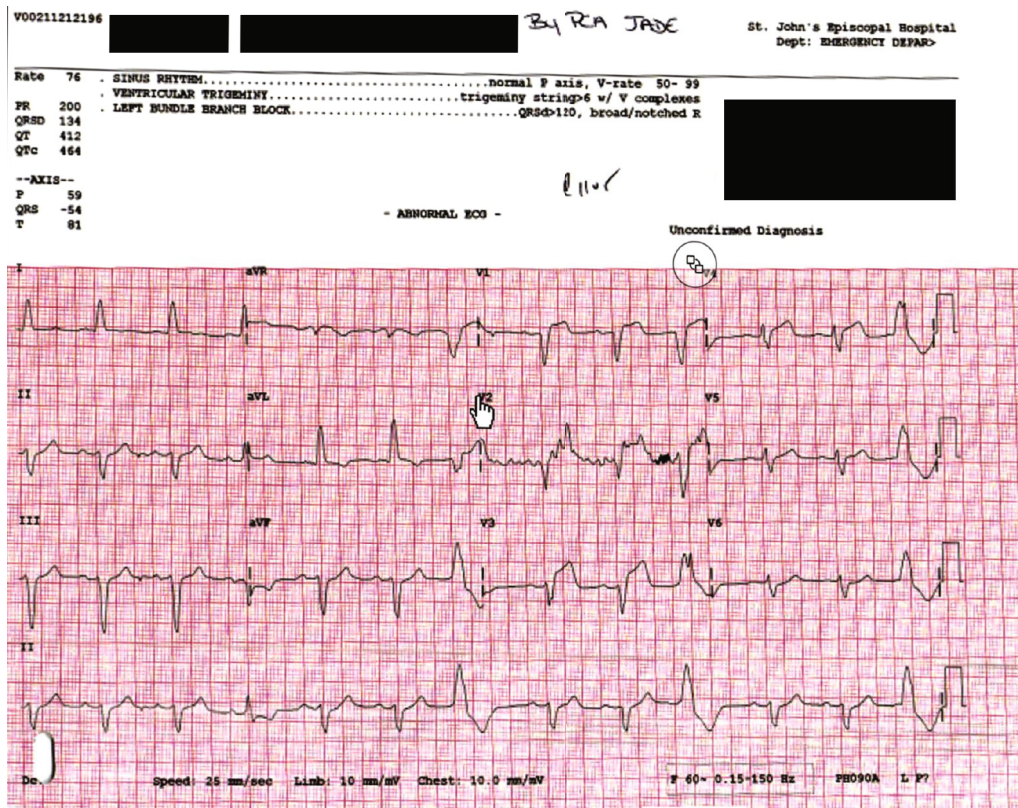 V00211212196
By PCA JADE
St. John's Episcopal Hospital
Dept: EMERGENCY DEPAR>
Rate 76 . SINUS RHYTHM..............................................normal P axis, V-rate 50- 99
. VENTRICULAR TRIGEMINY..............................trigeminy string>6 w/ V complexes
PR 200 . LEFT BUNDLE BRANCH BLOCK......................................QRSd>120, broad/notched R
QRSD 134
QT 412
QTc 464
--AXIS--
P 59
QRS -54
T 81
- ABNORMAL ECG -
Unconfirmed Diagnosis
I aVR V1 V4
II aVL V2 V5
III aVF V3 V6
II
Speed: 25 mm/sec Limb: 10 mm/mV Chest: 10.0 mm/mV F 60~ 0.15-150 Hz PH090A L P?